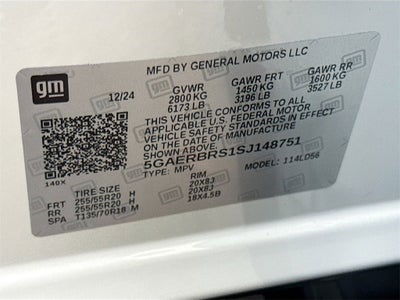 gm
MFD BY GENERAL MOTORS LLC
12/24 GVWR GAWR FRT GAWR RR
2800 KG 1450 KG 1600 KG
6173 LB 3196 LB 3527 LB
THIS VEHICLE CONFORMS TO ALL
APPLICABLE U.S. FEDERAL MOTOR
VEHICLE SAFETY STANDARDS IN EFFECT
ON THE DATE OF MANUFACTURE
5GAERBRS1SJ148751
140X TYPE: MPV MODEL: 114LD56
TIRE SIZE RIM
FRT 255/55R20 H 20X8J
RR 255/55R20 H 20X8J
SPA T135/70R18 M 18X4.5B